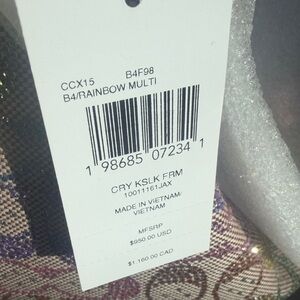 CCX15 B4F98
B4/RAINBOW MULTI
1 98685 07234 1
CRY KSLK FRM
10011161JAX
MADE IN VIETNAM/
VIETNAM
MFSRP
$950.00 USD
$1,160.00 CAD